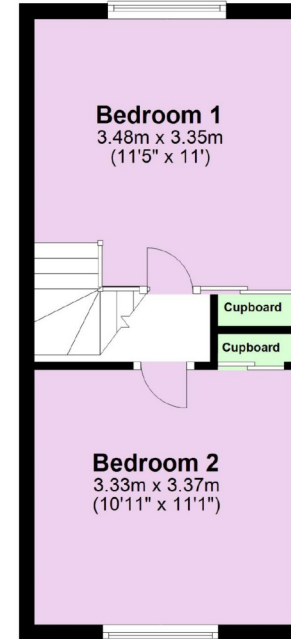 Bedroom 1
3.48m x 3.35m
(11'5" x 11')
Cupboard
Cupboard
Bedroom 2
3.33m x 3.37m
(10'11" x 11'1")